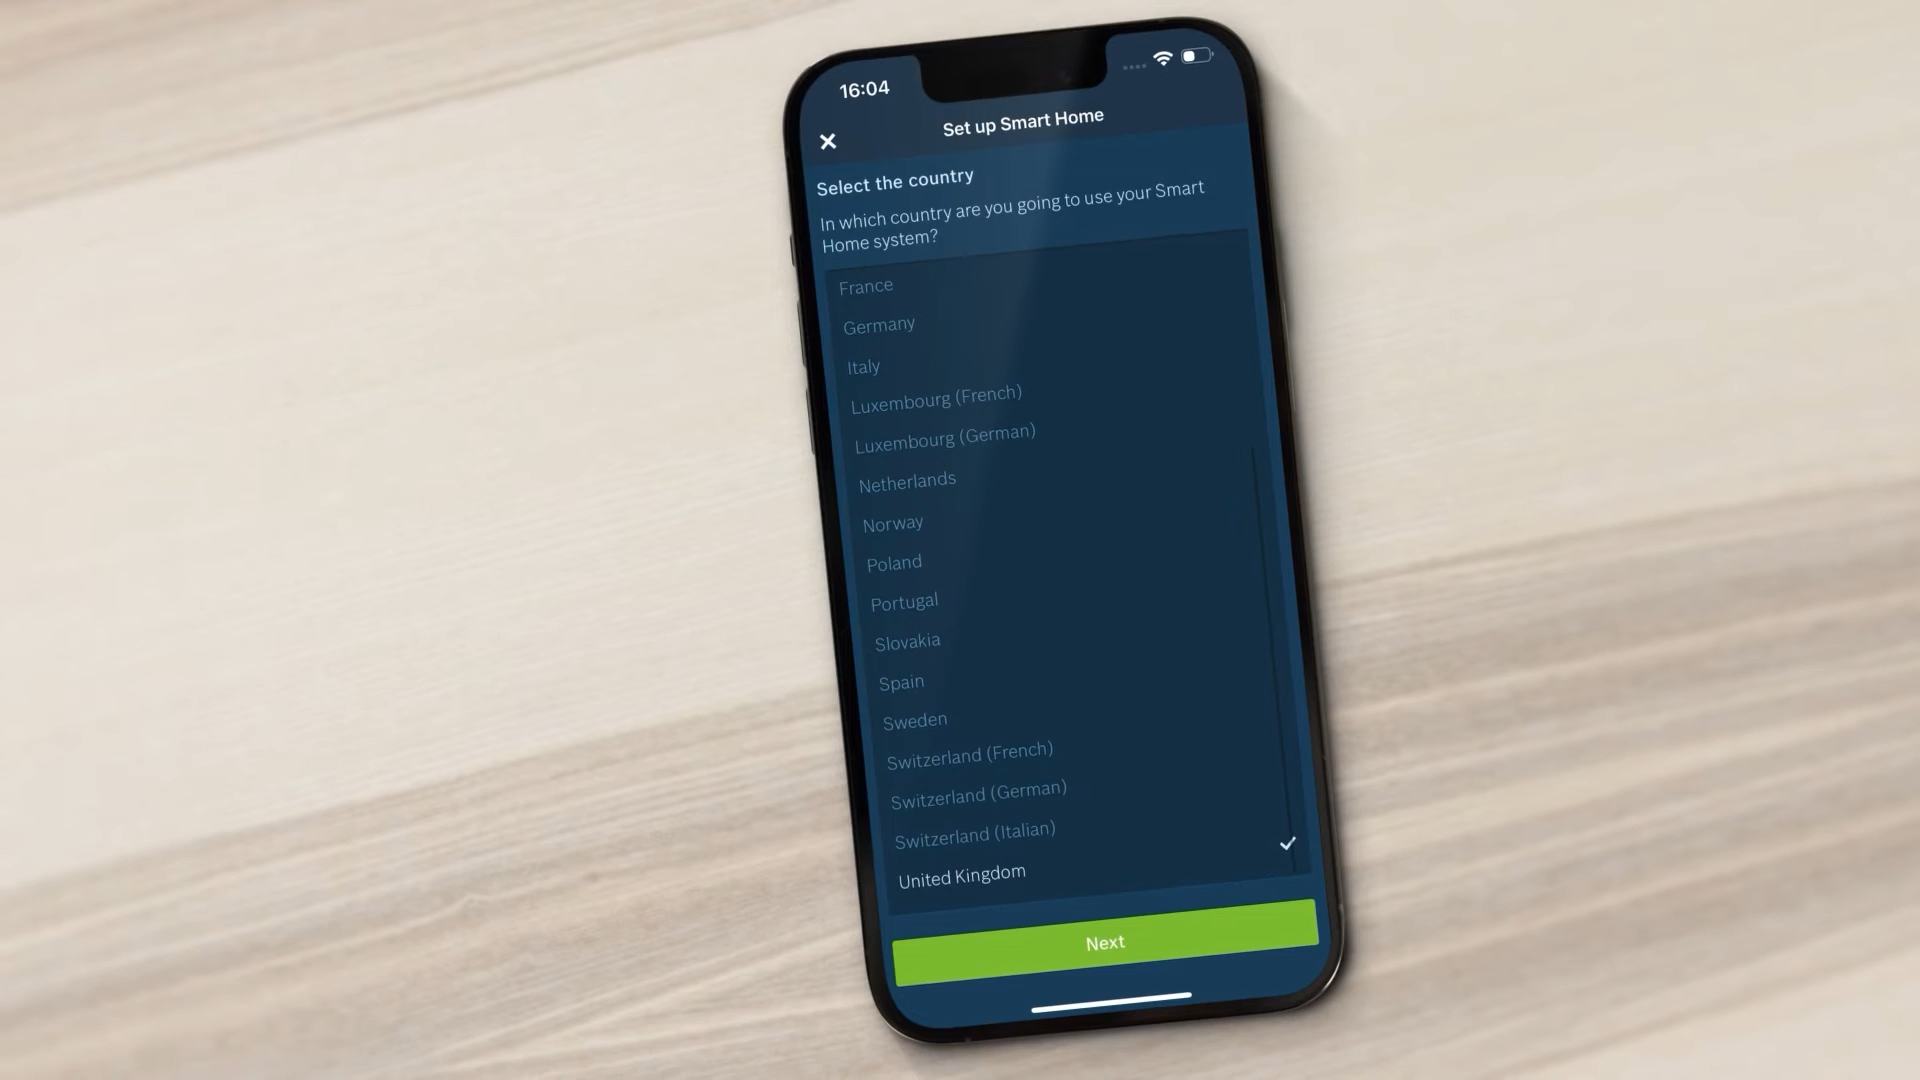 16:04
Set up Smart Home
Select the country
In which country are you going to use your Smart
Home system?
France
Germany
Italy
Luxembourg (French)
Luxembourg (German)
Netherlands
Norway
Poland
Portugal
Slovakia
Spain
Sweden
Switzerland (French)
Switzerland (German)
Switzerland (Italian)
United Kingdom
Next